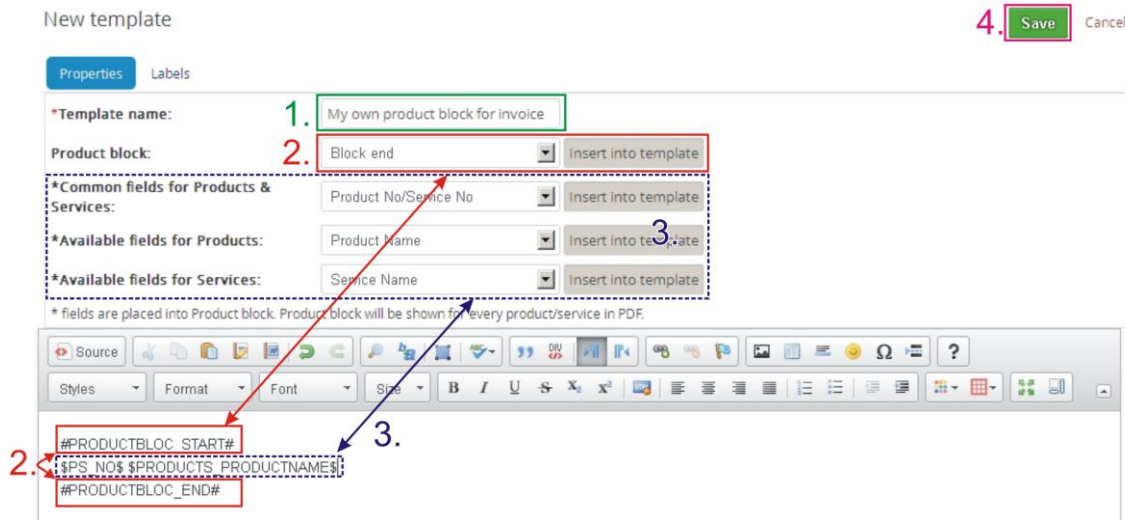 New template
4. Save Cancel
Properties Labels
*Template name: 1. My own product block for invoice
Product block: 2. Block end Insert into template
*Common fields for Products & Services: Product No/Service No Insert into template
3.
*Available fields for Products: Product Name Insert into template
*Available fields for Services: Service Name Insert into template
* fields are placed into Product block. Product block will be shown for every product/service in PDF.
Source ABC DIV Ω ?
Styles Format Font Size B I U S X₂ X²
#PRODUCTBLOC_START#
3.
2. $PS_NO$ $PRODUCTS_PRODUCTNAME$
#PRODUCTBLOC_END#